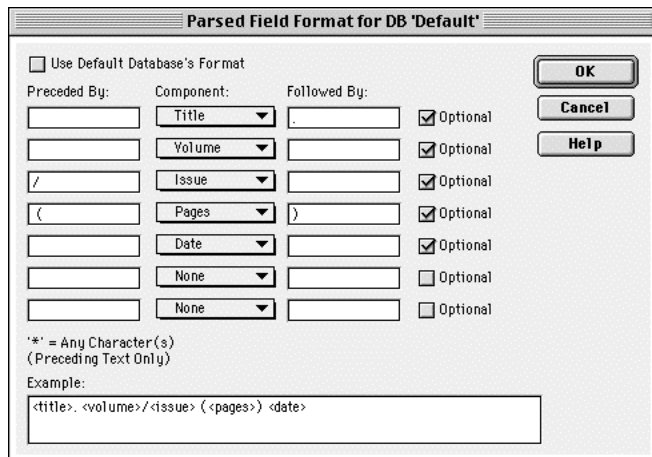 Parsed Field Format for DB 'Default'
Use Default Database's Format
OK
Preceded By: Component: Followed By:
Title . Optional
Cancel
Volume Optional
Help
/ Issue Optional
( Pages ) Optional
Date Optional
None Optional
None Optional
'*' = Any Character(s)
(Preceding Text Only)
Example:
<title>. <volume>/<issue> (<pages>) <date>